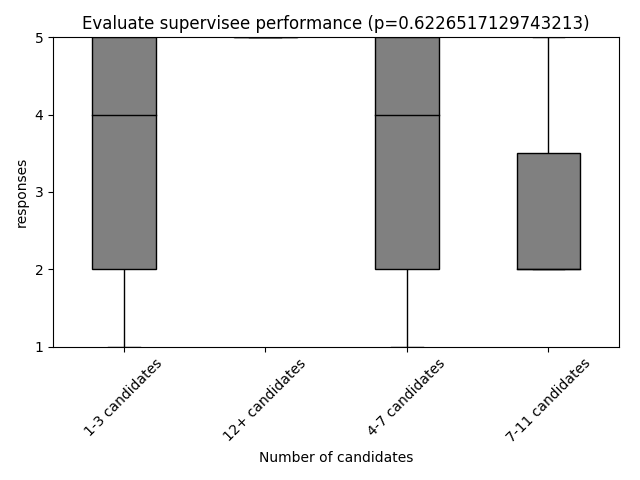 Evaluate supervisee performance (p=0.6226517129743213)
5
4
3
2
1
responses
1-3 candidates
12+ candidates
4-7 candidates
7-11 candidates
Number of candidates